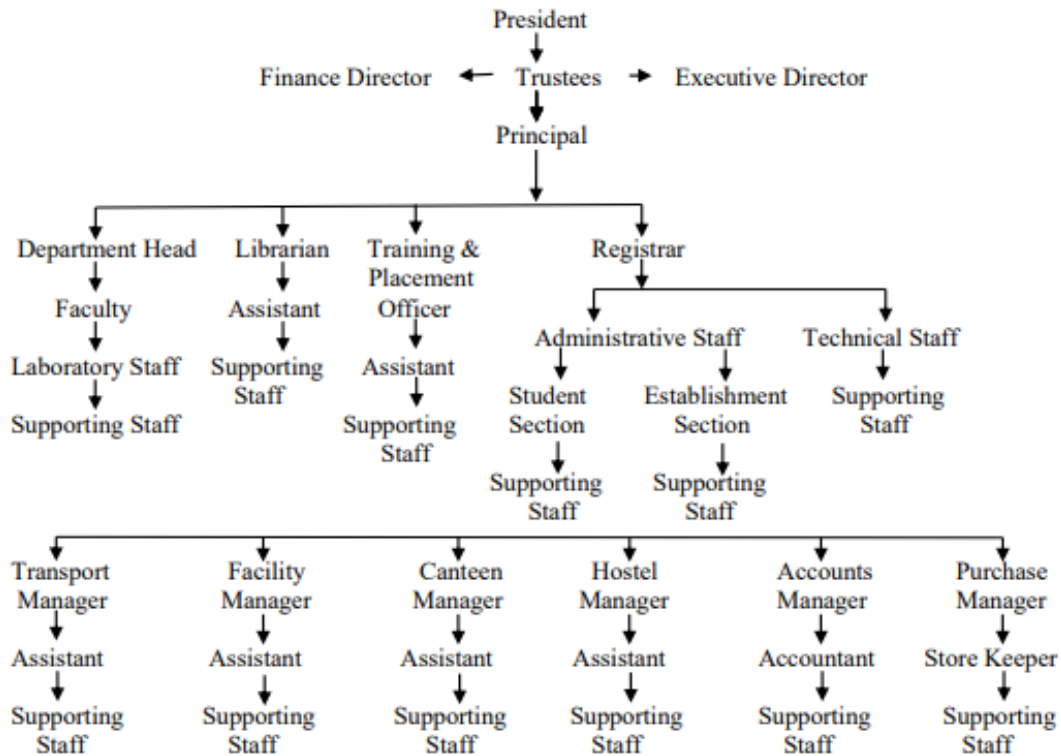 President
Finance Director Trustees Executive Director
Principal
Department Head Librarian Training & Registrar
Placement
Faculty Assistant Officer
Administrative Staff Technical Staff
Laboratory Staff Supporting Assistant
Staff Student Establishment Supporting
Supporting Staff Supporting Section Section Staff
Staff
Supporting Supporting
Staff Staff
Transport Facility Canteen Hostel Accounts Purchase
Manager Manager Manager Manager Manager Manager
Assistant Assistant Assistant Assistant Accountant Store Keeper
Supporting Supporting Supporting Supporting Supporting Supporting
Staff Staff Staff Staff Staff Staff